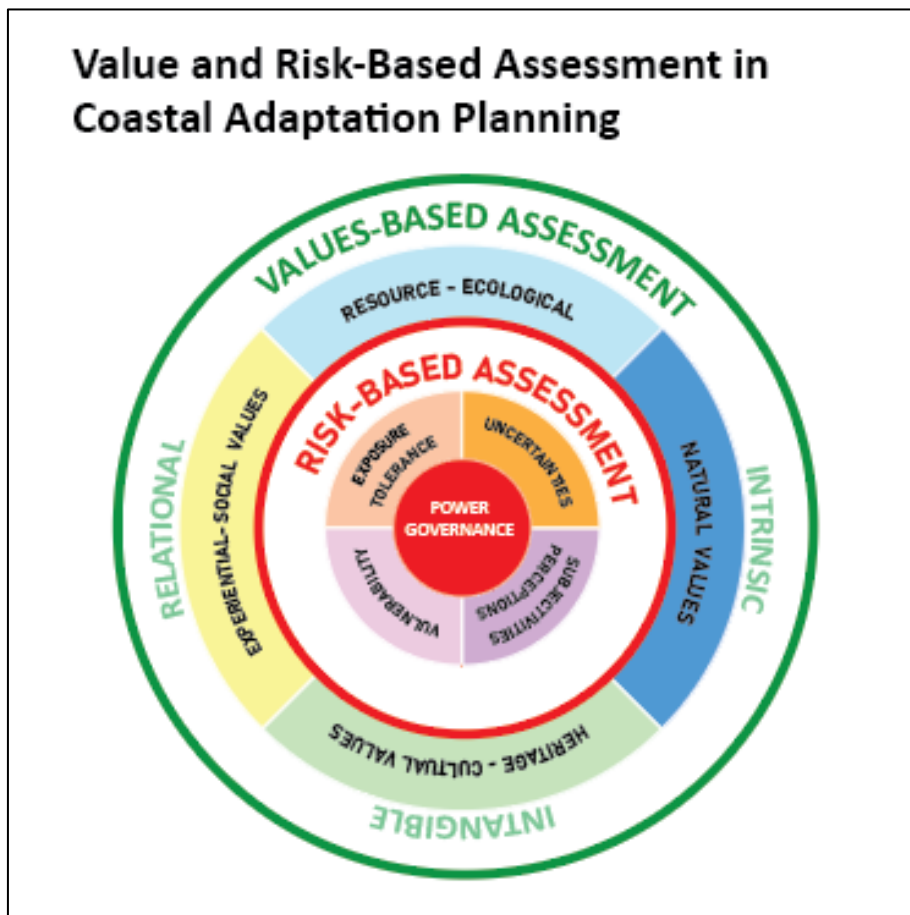 Value and Risk-Based Assessment in
Coastal Adaptation Planning
VALUES-BASED ASSESSMENT
RESOURCE - ECOLOGICAL
RISK-BASED ASSESSMENT
EXPOSURE
TOLERANCE
UNCERTAINTIES
POWER
GOVERNANCE
VULNERABILITY
SUBJECTIVITIES
PERCEPTIONS
RELATIONAL
EXPERIENTIAL-SOCIAL VALUES
NATURAL VALUES
INTRINSIC
HERITAGE - CULTUAL VALUES
INTANGIBLE